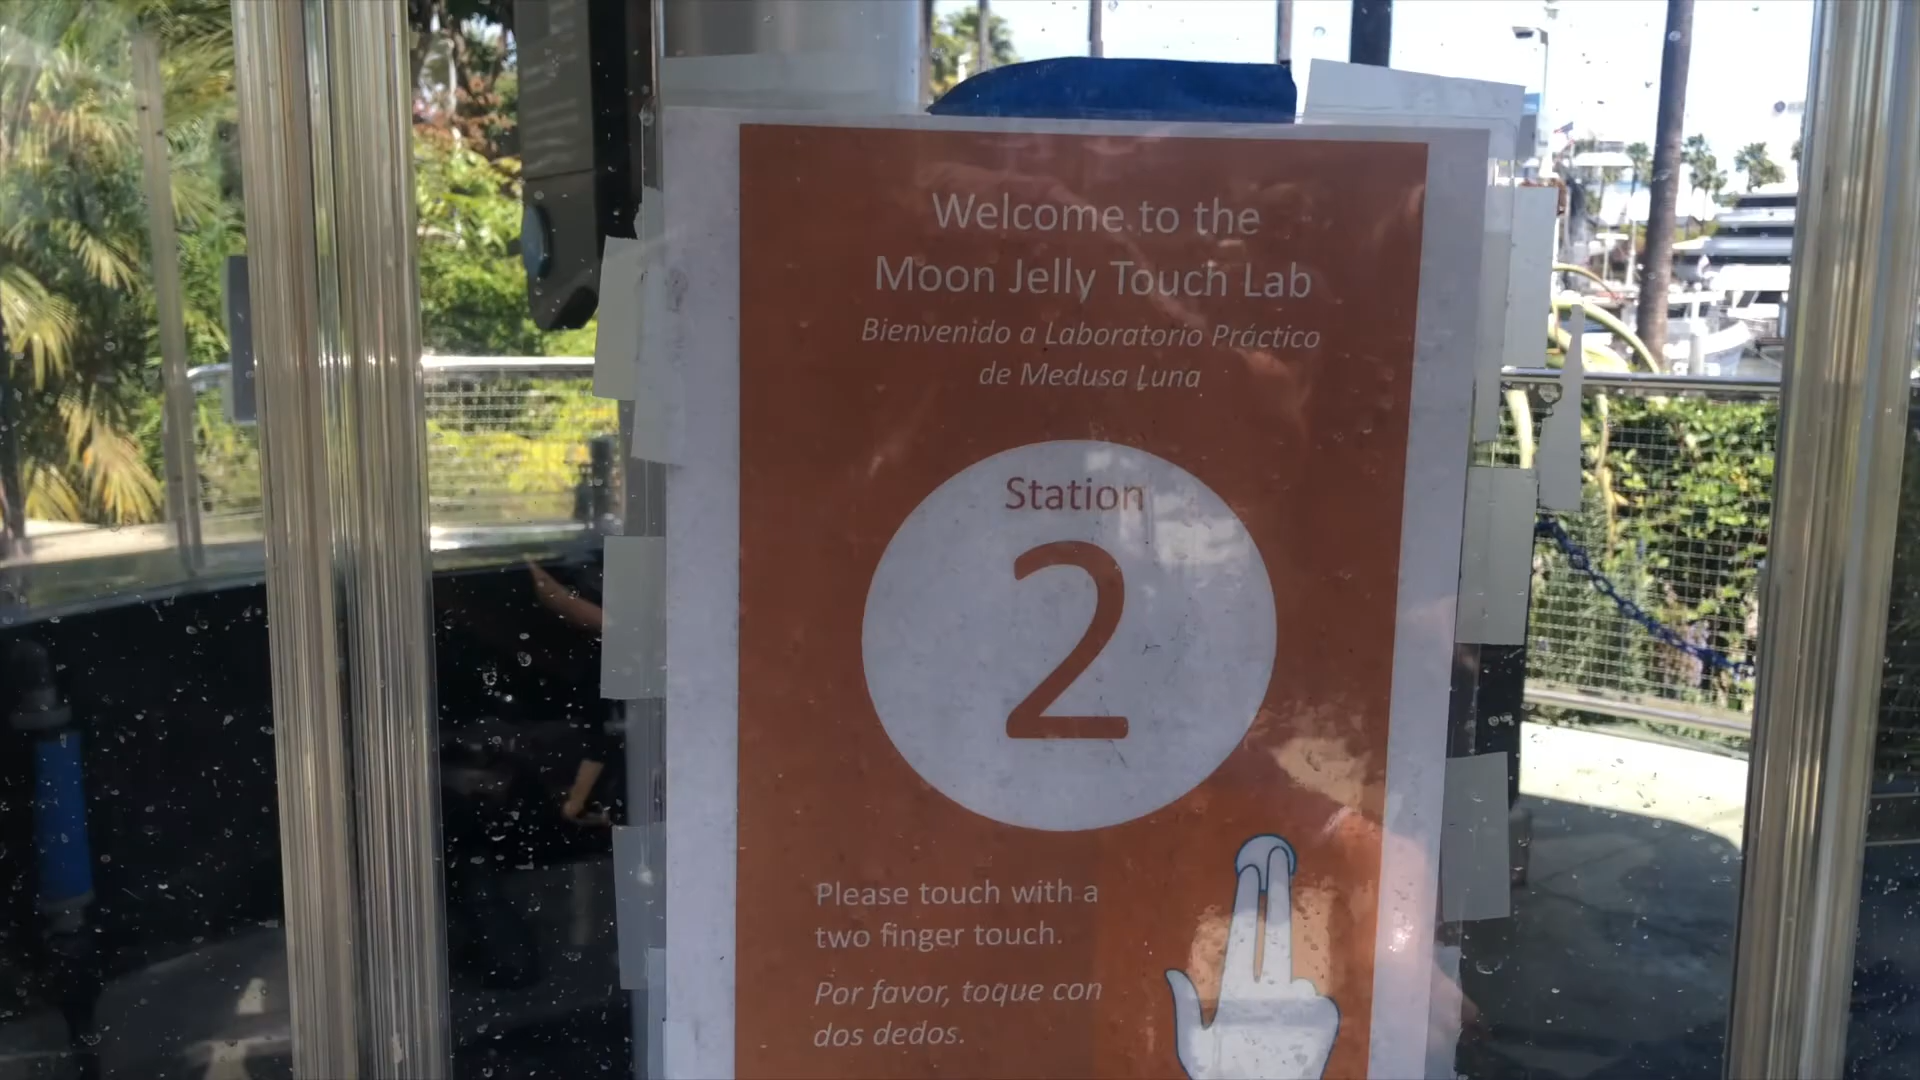 Welcome to the
Moon Jelly Touch Lab
Bienvenido a Laboratorio Práctico
de Medusa Luna
Station
2
Please touch with a
two finger touch.
Por favor, toque con
dos dedos.